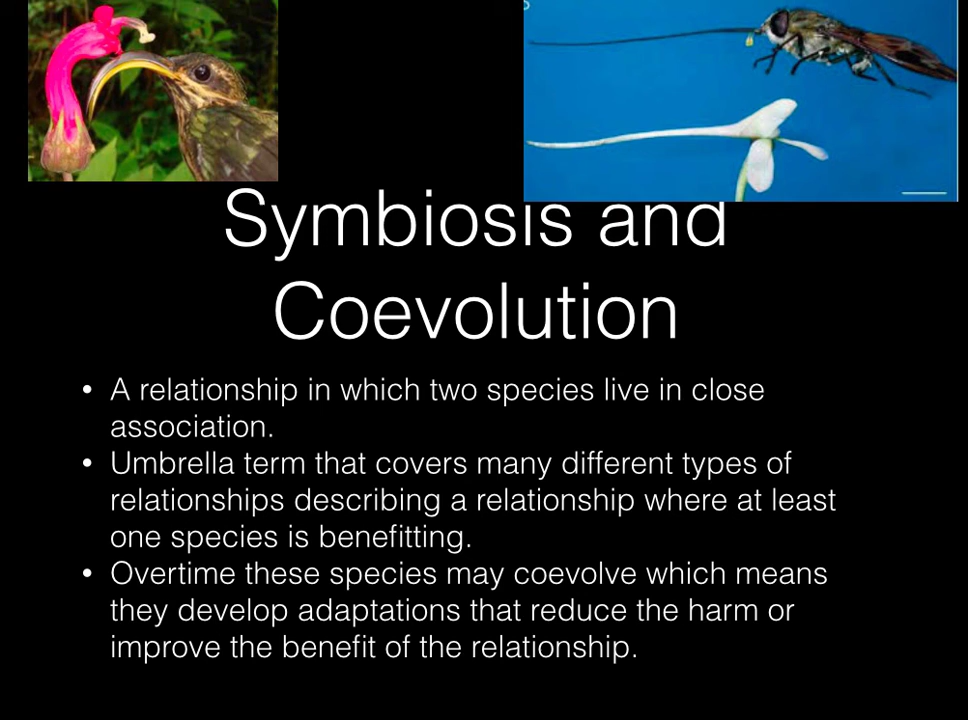 Symbiosis and
Coevolution
• A relationship in which two species live in close
association.
• Umbrella term that covers many different types of
relationships describing a relationship where at least
one species is benefitting.
• Overtime these species may coevolve which means
they develop adaptations that reduce the harm or
improve the benefit of the relationship.